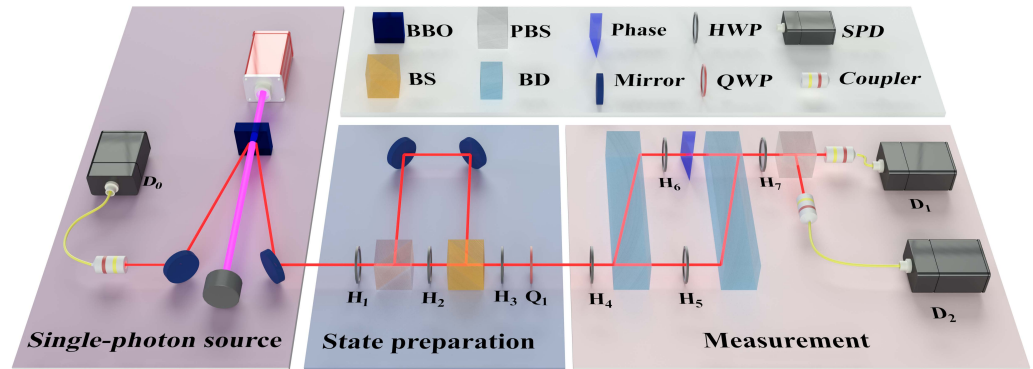 BBO PBS Phase HWP SPD
BS BD Mirror QWP Coupler
D0
H6 H7
D1
H1 H2 H3 Q1 H4 H5
D2
Single-photon source
State preparation
Measurement